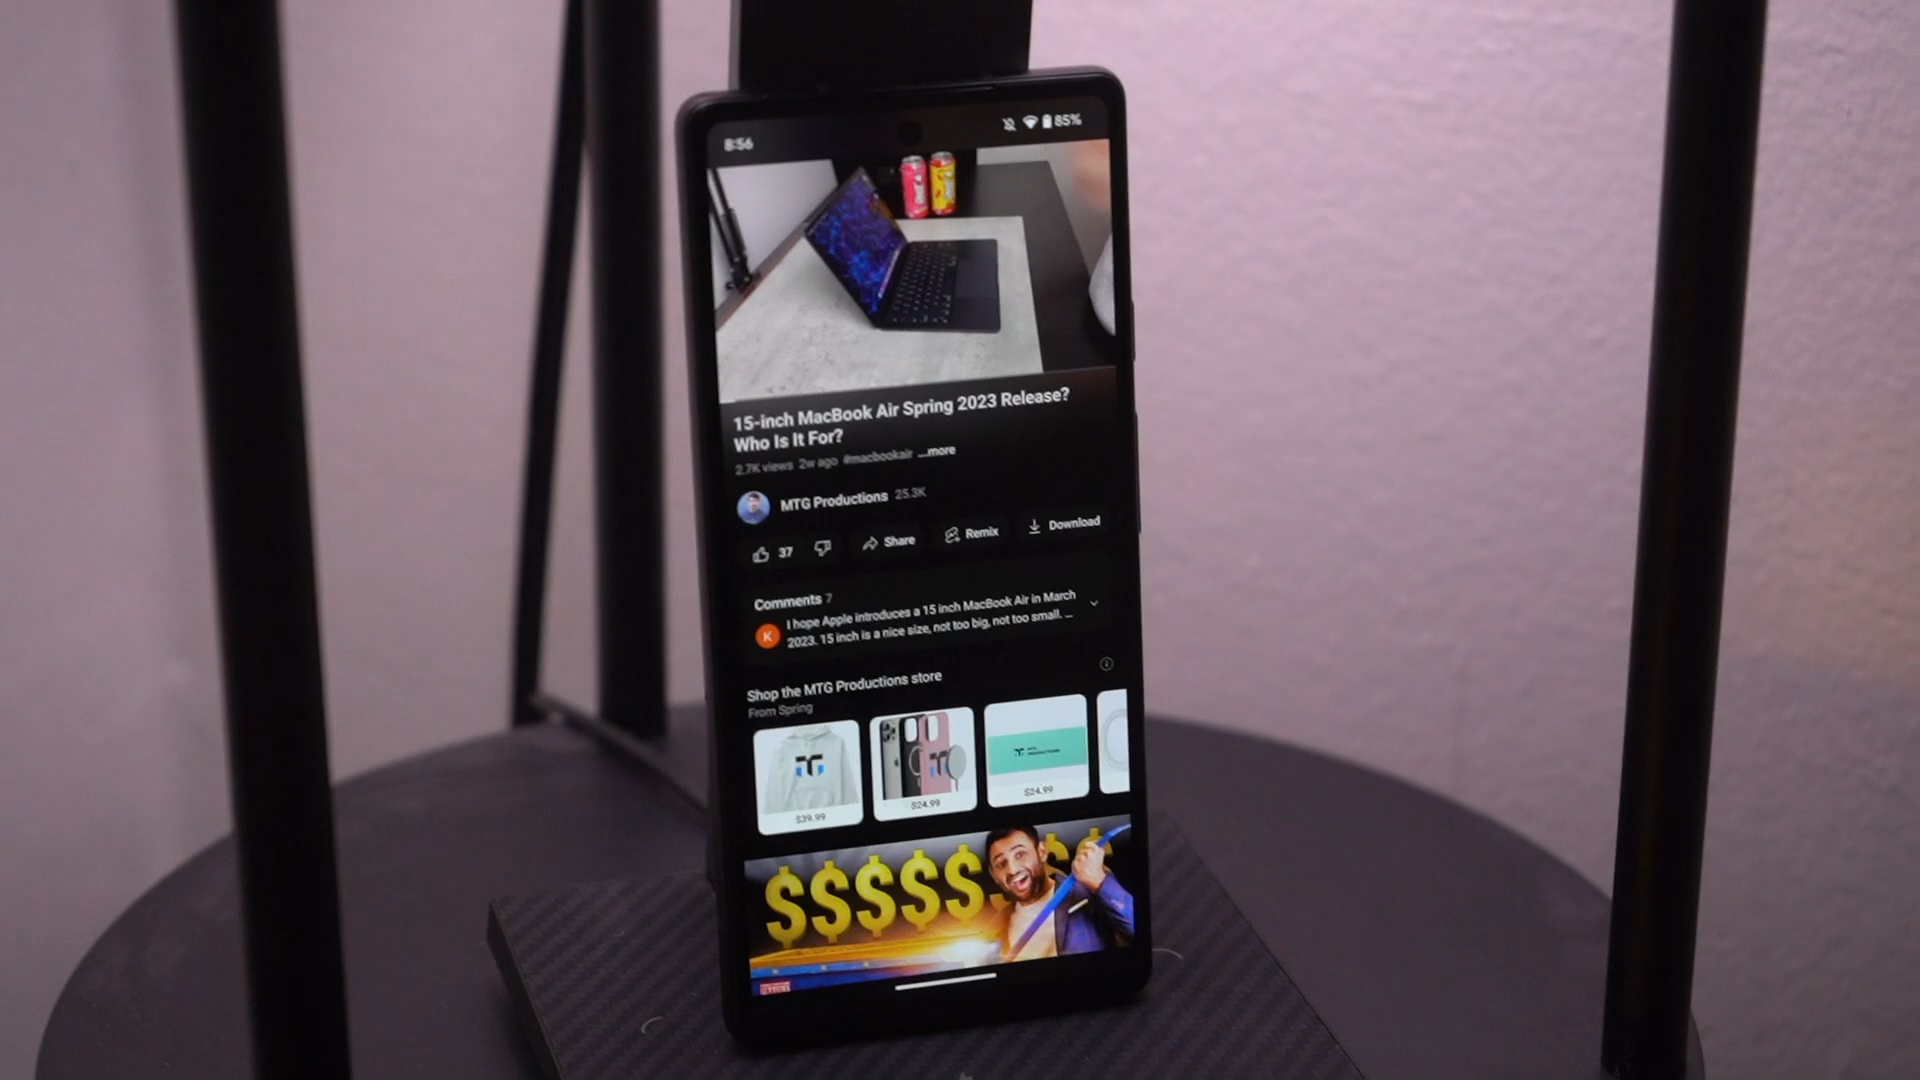 8:56
85%
15-inch MacBook Air Spring 2023 Release?
Who Is It For?
2.7K views 2w ago #macbookair ...more
MTG Productions 25.3K
37 Share Remix Download
Comments 7
K
I hope Apple introduces a 15 inch MacBook Air in March
2023. 15 inch is a nice size, not too big, not too small. ...
Shop the MTG Productions store
From Spring
$39.99
$24.99
$24.99
$$$$$$$